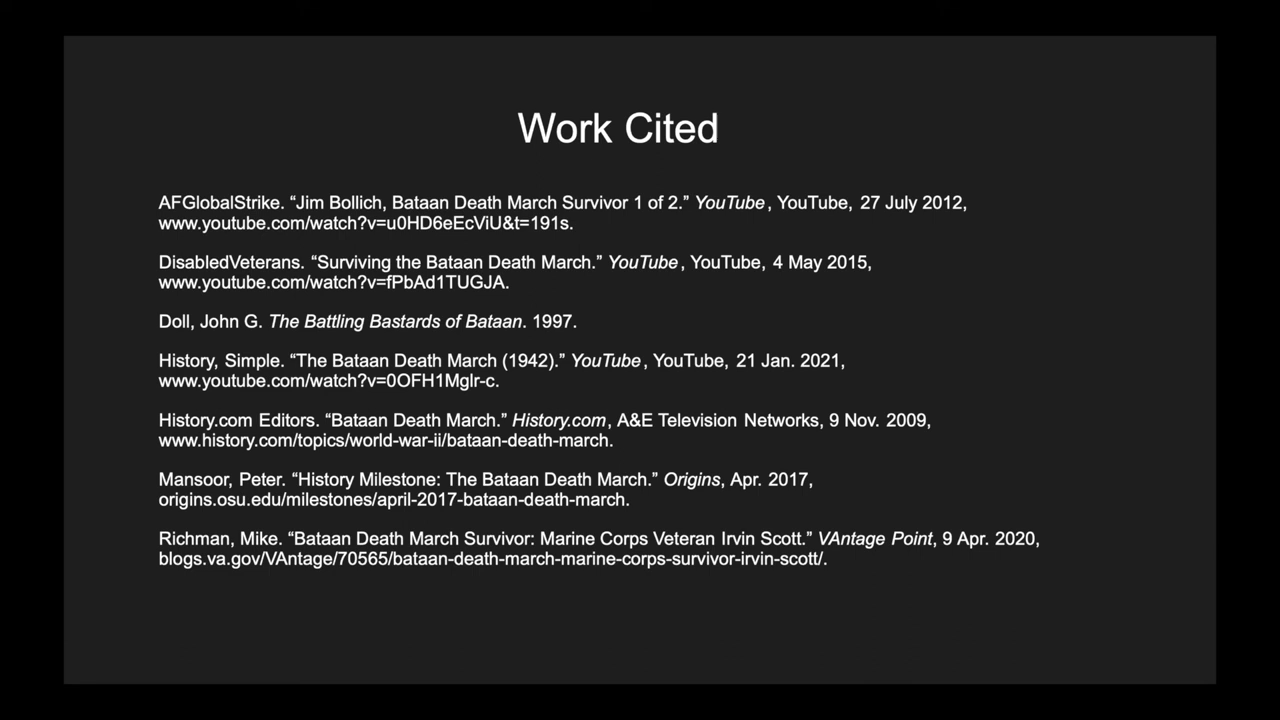 Work Cited
AFGlobalStrike. “Jim Bollich, Bataan Death March Survivor 1 of 2.” YouTube, YouTube, 27 July 2012,
www.youtube.com/watch?v=u0HD6eEcViU&t=191s.
DisabledVeterans. “Surviving the Bataan Death March.” YouTube, YouTube, 4 May 2015,
www.youtube.com/watch?v=fPbAd1TUGJA.
Doll, John G. The Battling Bastards of Bataan. 1997.
History, Simple. “The Bataan Death March (1942).” YouTube, YouTube, 21 Jan. 2021,
www.youtube.com/watch?v=0OFH1Mglr-c.
History.com Editors. “Bataan Death March.” History.com, A&E Television Networks, 9 Nov. 2009,
www.history.com/topics/world-war-ii/bataan-death-march.
Mansoor, Peter. “History Milestone: The Bataan Death March.” Origins, Apr. 2017,
origins.osu.edu/milestones/april-2017-bataan-death-march.
Richman, Mike. “Bataan Death March Survivor: Marine Corps Veteran Irvin Scott.” VAntage Point, 9 Apr. 2020,
blogs.va.gov/VAntage/70565/bataan-death-march-marine-corps-survivor-irvin-scott/.